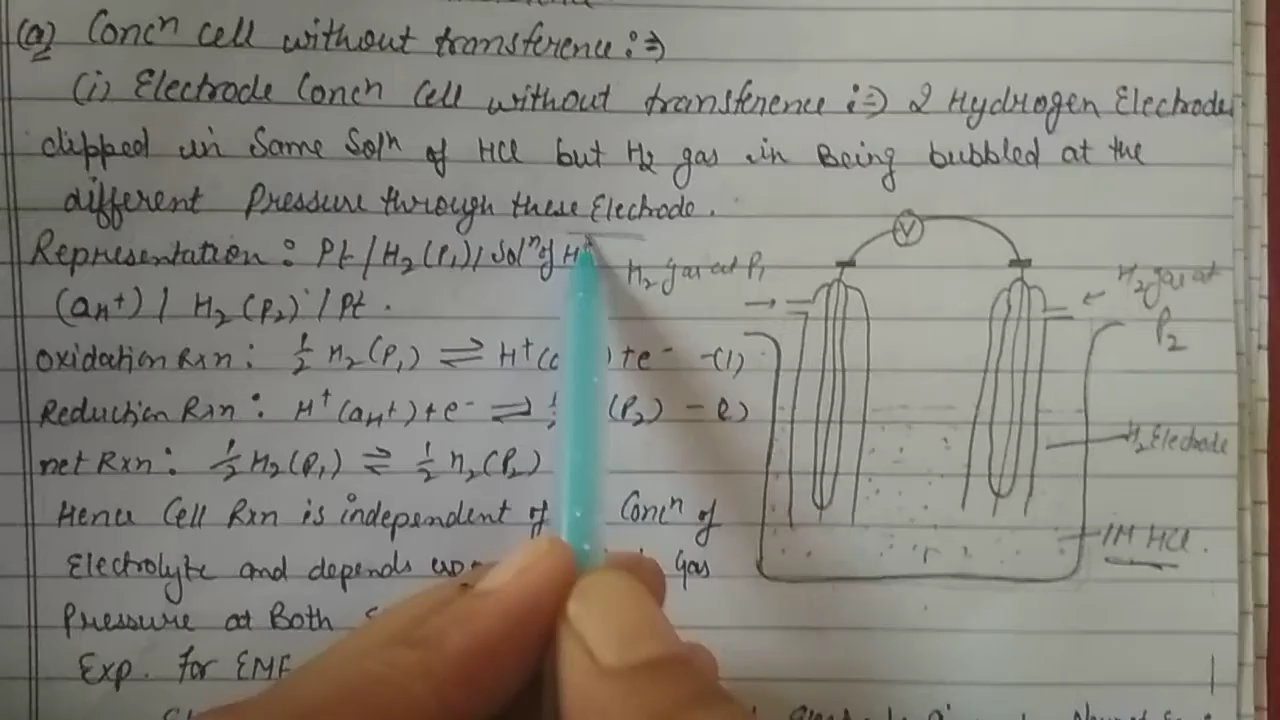 (a) Concⁿ cell without transference :⇒
(i) Electrode Concⁿ Cell without transference :⇒ 2 Hydrogen Electrode
dipped in Same Solⁿ of HCl but H₂ gas in Being bubbled at the
different Pressure through these Electrode.
Representation : Pt / H₂ (P₁) / Solⁿ of H⁺
(aH⁺) / H₂ (P₂) / Pt.
Oxidation Rxn : ½ H₂ (P₁) ⇌ H⁺( ) + e⁻ -(1)
Reduction Rxn : H⁺ (aH⁺) + e⁻ ⇌ (P₂) - 2)
net Rxn : ½ H₂ (P₁) ⇌ ½ H₂ (P₂)
Hence Cell Rxn is independent of Concⁿ of
Electrolyte and depends Gas
Pressure at Both
Exp. for EMF
V
H₂ gas at P₁
H₂ gas at
P₂
H₂ Electrode
1M HCl.